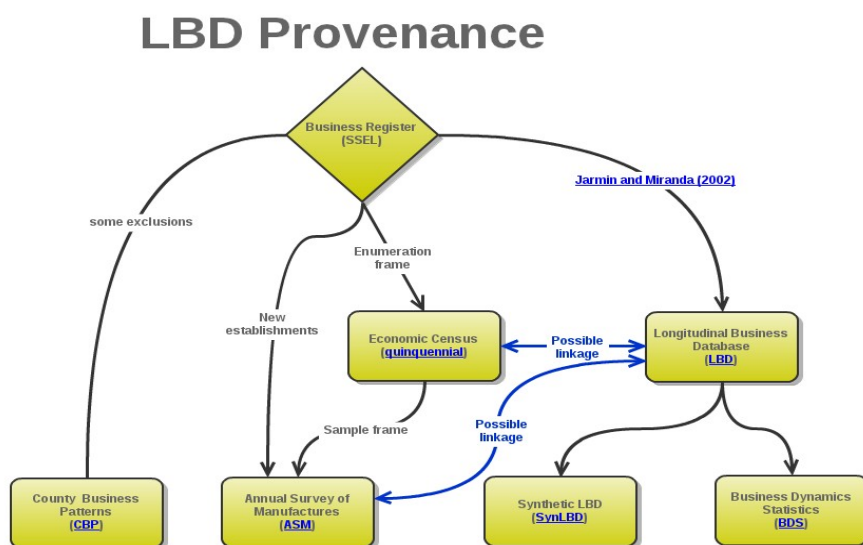 LBD Provenance
Business Register
(SSEL)
Jarmin and Miranda (2002)
some exclusions
Enumeration
frame
New
establishments
Economic Census
(quinquennial)
Possible
linkage
Longitudinal Business
Database
(LBD)
Sample frame
Possible
linkage
County Business
Patterns
(CBP)
Annual Survey of
Manufactures
(ASM)
Synthetic LBD
(SynLBD)
Business Dynamics
Statistics
(BDS)